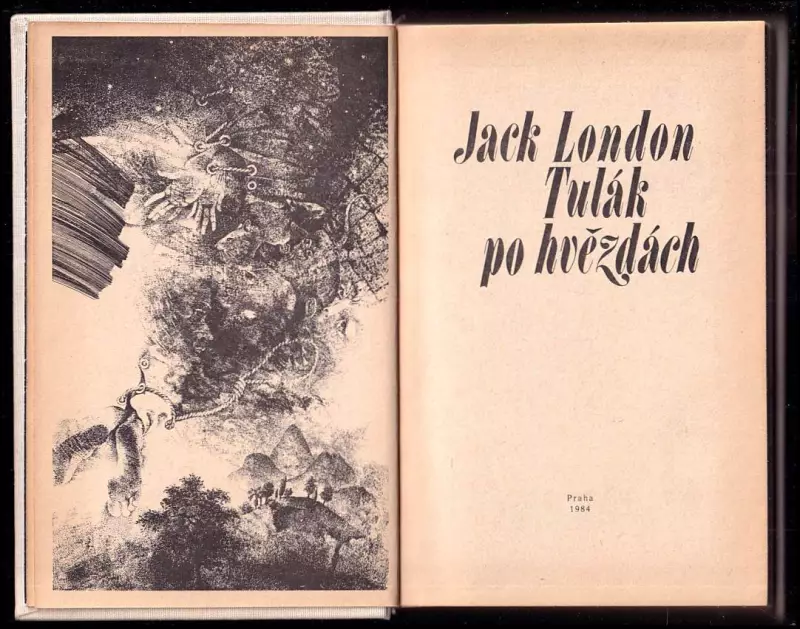 Jack London
Tulák
po hvězdách
Praha
1984